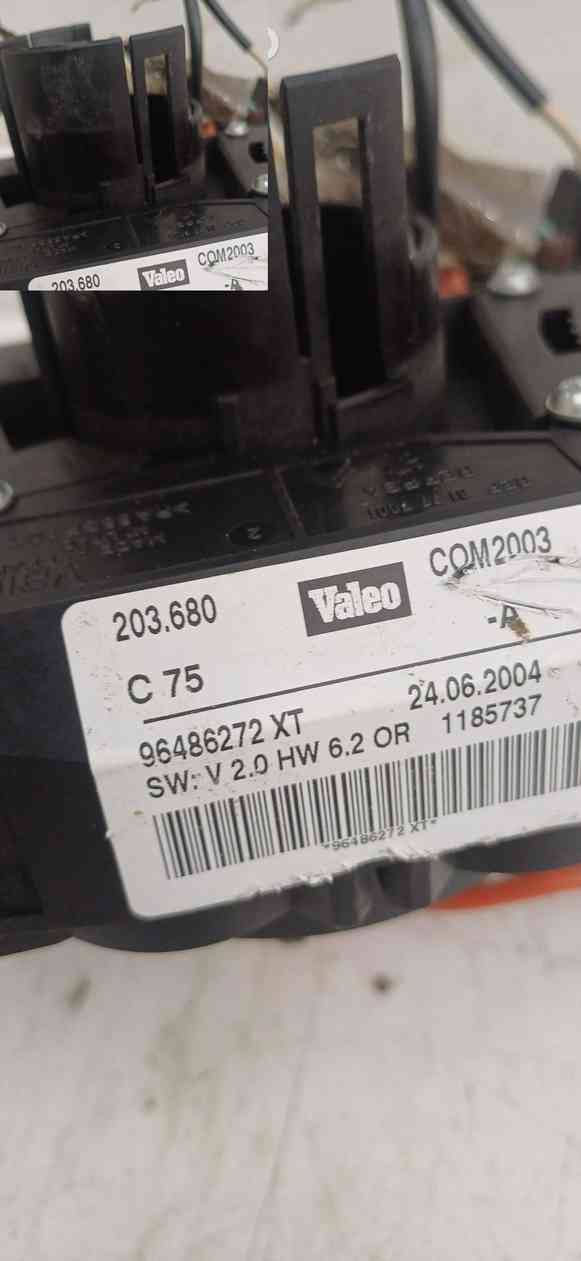 203.680 Valeo COM2003
-A
203.680 Valeo COM2003
-A
C 75
24.06.2004
96486272 XT
1185737
SW: V 2.0 HW 6.2 OR
*96486272 XT*